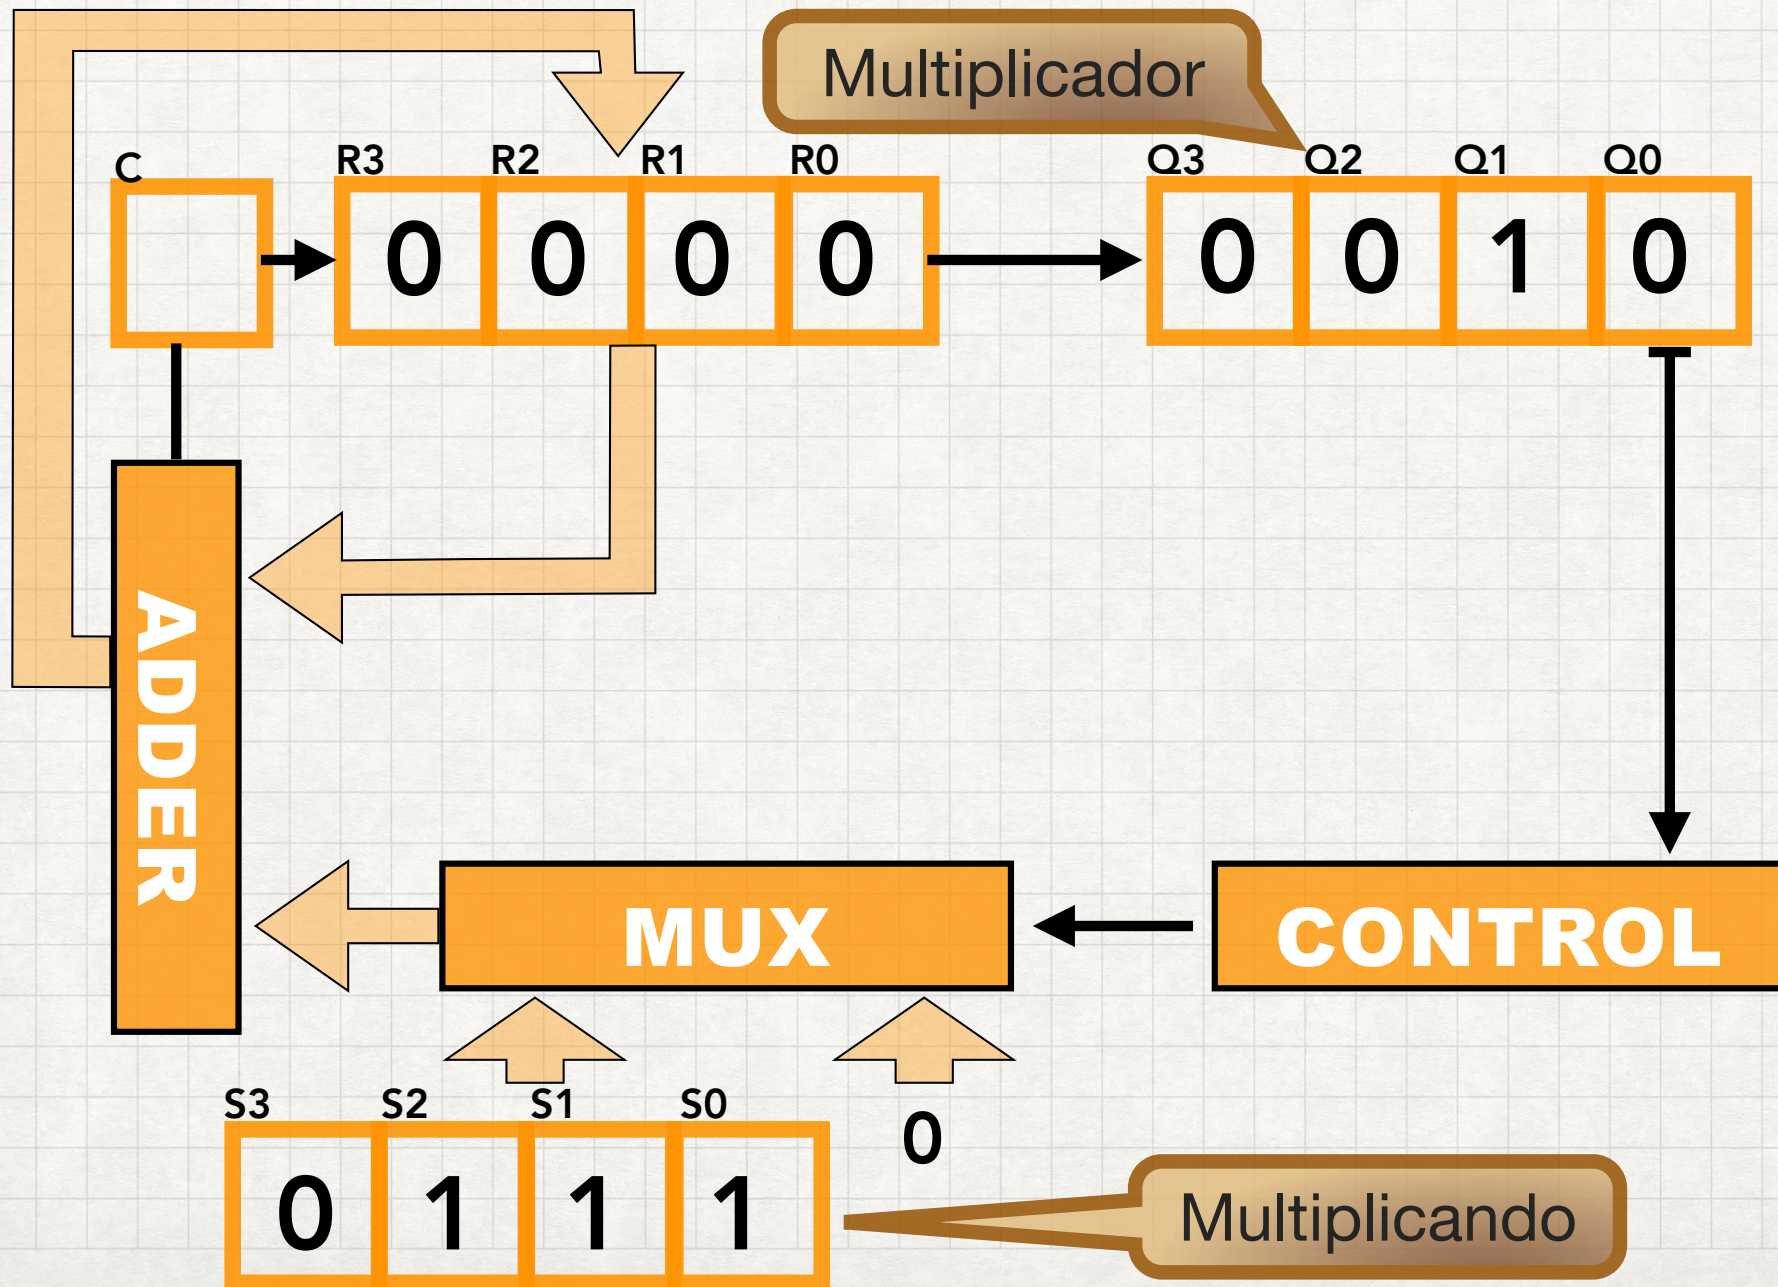 Multiplicador
C R3 R2 R1 R0 Q3 Q2 Q1 Q0
0 0 0 0 0 0 1 0
ADDER
MUX CONTROL
S3 S2 S1 S0
0
0 1 1 1
Multiplicando